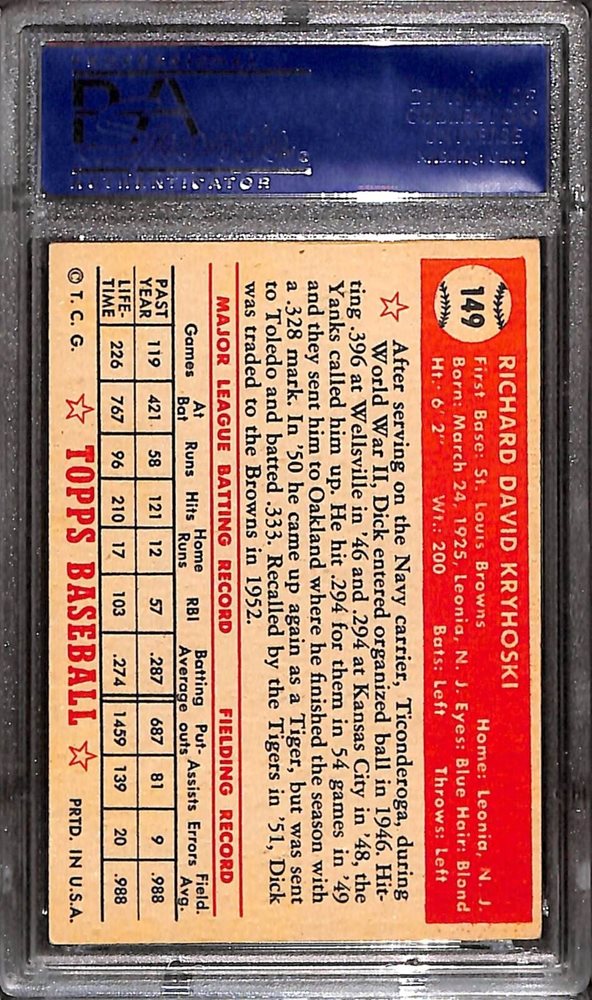 PROFESSIONAL
PSA
AUTHENTICATOR
COLLECTORS
UNIVERSE
149
RICHARD DAVID KRYHOSKI
First Base: St. Louis Browns Home: Leonia, N. J.
Born: March 24, 1925, Leonia, N. J. Eyes: Blue Hair: Blond
Ht.: 6' 2" Wt.: 200 Bats: Left Throws: Left
After serving on the Navy carrier, Ticonderoga, during
World War II, Dick entered organized ball in 1946. Hit-
ting .396 at Wellsville in '46 and .294 at Kansas City in '48, the
Yanks called him up. He hit .294 for them in 54 games in '49
and they sent him to Oakland where he finished the season with
a .328 mark. In '50 he came up again as a Tiger, but was sent
to Toledo and batted .333. Recalled by the Tigers in '51, Dick
was traded to the Browns in 1952.
MAJOR LEAGUE BATTING RECORD FIELDING RECORD
Games At Bat Runs Hits Home Runs RBI Batting Average Put-outs Assists Errors Field. Avg.
PAST YEAR 119 421 58 121 12 57 .287 687 81 9 .988
LIFE-TIME 226 767 96 210 17 103 .274 1459 139 20 .988
© T. C. G. TOPPS BASEBALL PRTD. IN U.S.A.